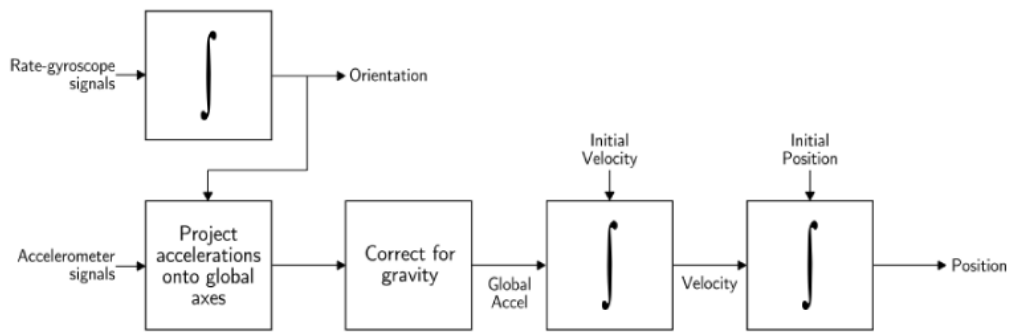 Rate-gyroscope
signals
∫
Orientation
Initial
Velocity
Initial
Position
Accelerometer
signals
Project
accelerations
onto global
axes
Correct for
gravity
Global
Accel
∫
Velocity
∫
Position